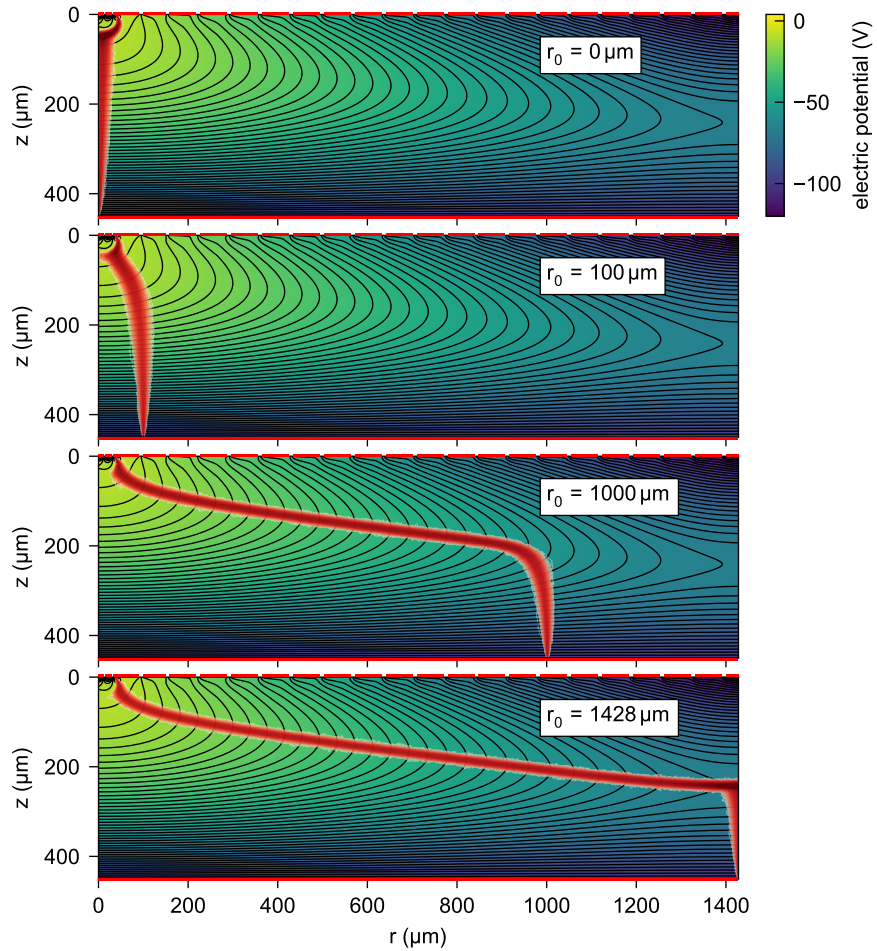 0
200
400
z (µm)
r₀ = 0 µm
0
−50
−100
electric potential (V)
0
200
400
z (µm)
r₀ = 100 µm
0
200
400
z (µm)
r₀ = 1000 µm
0
200
400
z (µm)
r₀ = 1428 µm
0 200 400 600 800 1000 1200 1400
r (µm)